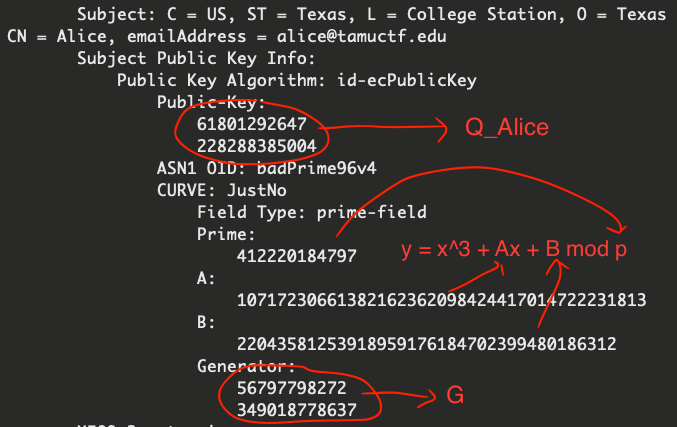 Subject: C = US, ST = Texas, L = College Station, O = Texas
CN = Alice, emailAddress = alice@tamuctf.edu
Subject Public Key Info:
Public Key Algorithm: id-ecPublicKey
Public-Key:
61801292647
228288385004
Q_Alice
ASN1 OID: badPrime96v4
CURVE: JustNo
Field Type: prime-field
Prime:
412220184797
y = x^3 + Ax + B mod p
A:
10717230661382162362098424417014722231813
B:
22043581253918959176184702399480186312
Generator:
56797798272
349018778637
G